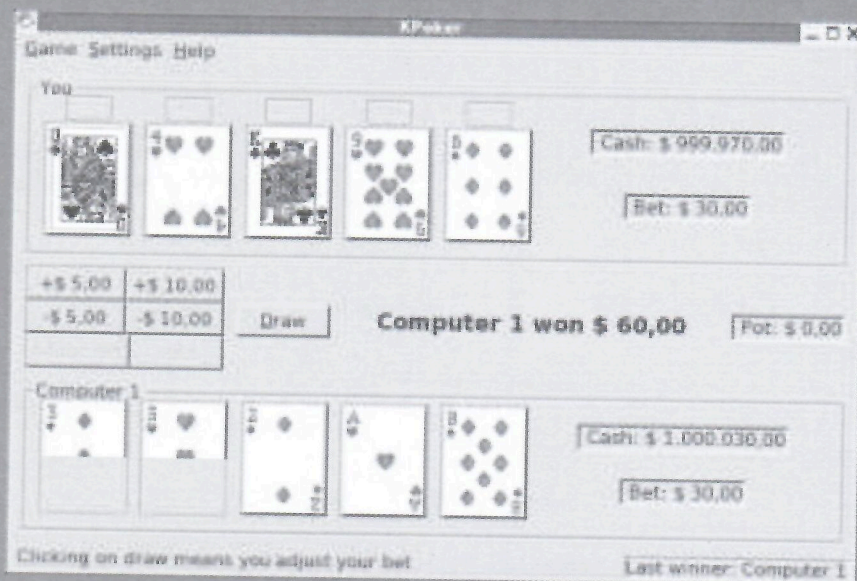 KPoker
Game Settings Help
You
Cash: $ 999.970,00
Bet: $ 30,00
+$ 5,00 +$ 10,00
-$ 5,00 -$ 10,00
Draw
Computer 1 won $ 60,00
Pot: $ 0,00
Computer 1
A
Cash: $ 1.000.030,00
Bet: $ 30,00
Clicking on draw means you adjust your bet
Last winner: Computer 1